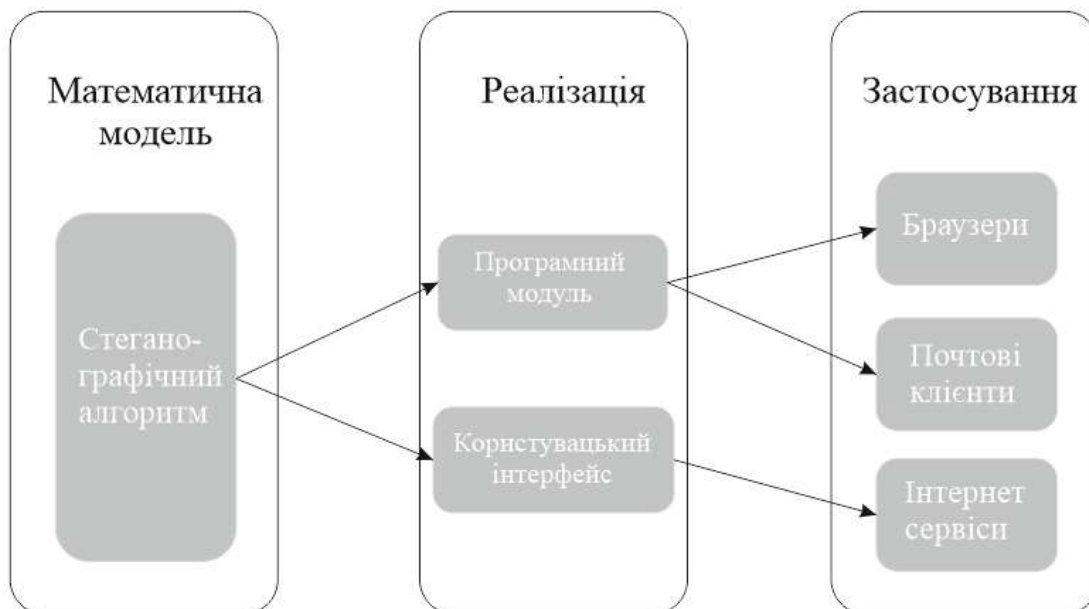 Математична
модель
Стегано-
графічний
алгоритм
Реалізація
Програмний
модуль
Користувацький
інтерфейс
Застосування
Браузери
Почтові
клієнти
Інтернет
сервіси